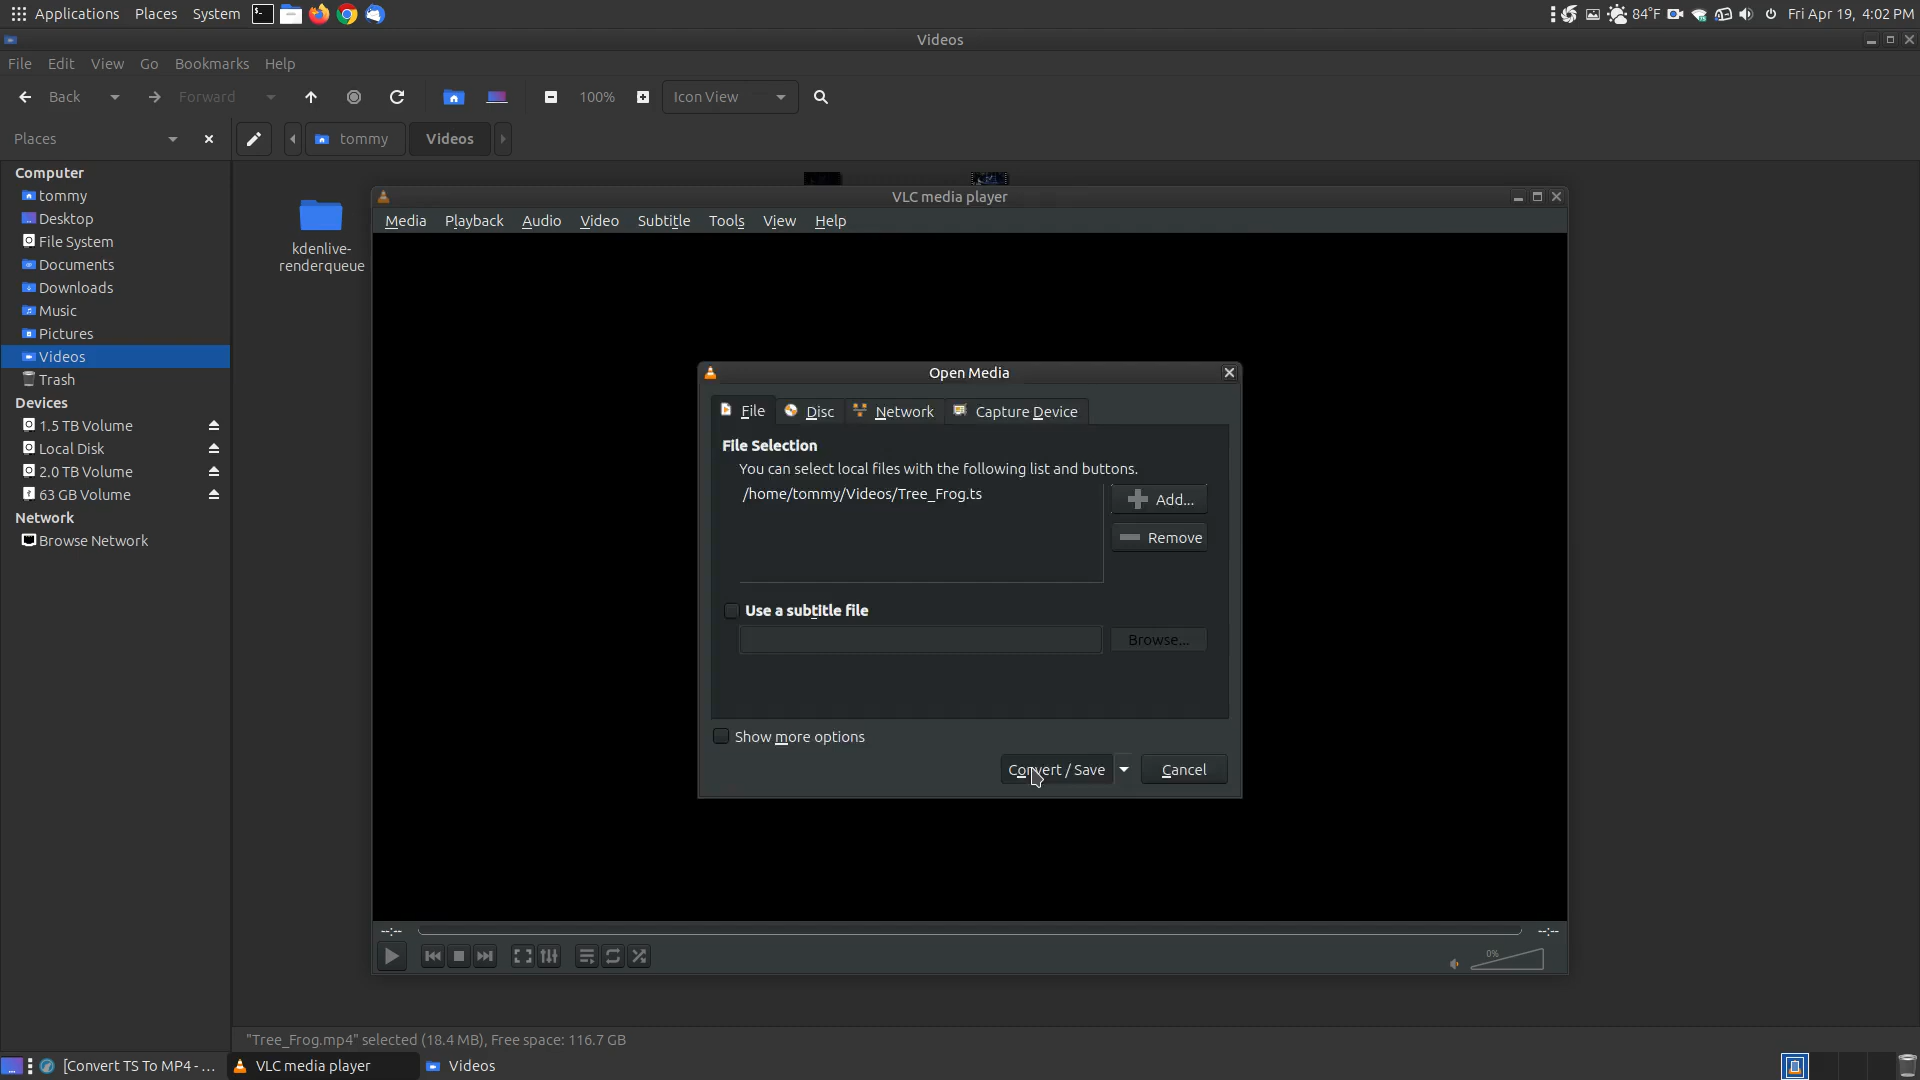 Applications Places System 84°F Fri Apr 19, 4:02 PM
Videos
File Edit View Go Bookmarks Help
Back Forward 100% Icon View
Places tommy Videos
Computer
tommy
Desktop
File System
Documents
Downloads
Music
Pictures
Videos
Trash
Devices
1.5 TB Volume
Local Disk
2.0 TB Volume
63 GB Volume
Network
Browse Network
kdenlive-
renderqueue
VLC media player
Media Playback Audio Video Subtitle Tools View Help
Open Media
File Disc Network Capture Device
File Selection
You can select local files with the following list and buttons.
/home/tommy/Videos/Tree_Frog.ts
Add...
Remove
Use a subtitle file
Browse...
Show more options
Convert / Save Cancel
--:-- --:--
0%
"Tree_Frog.mp4" selected (18.4 MB), Free space: 116.7 GB
[Convert TS To MP4 - ... VLC media player Videos